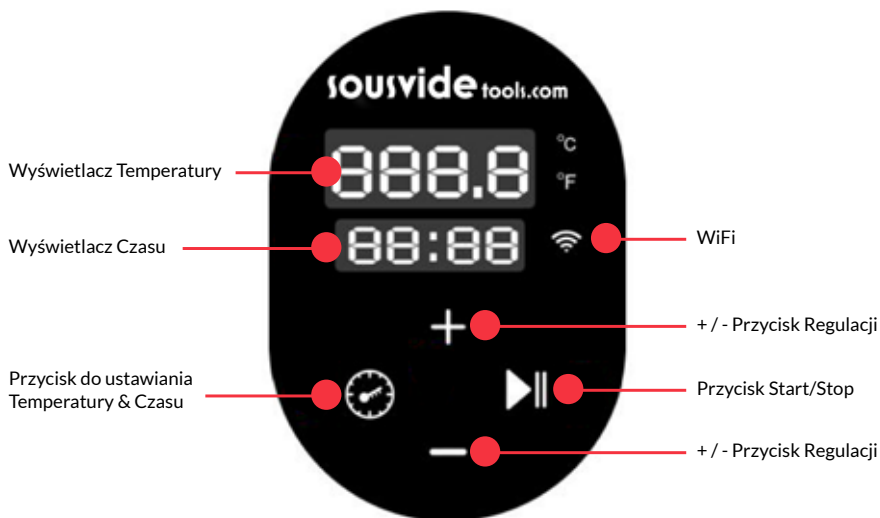 sousvide tools.com
888.8
°C
°F
Wyświetlacz Temperatury
88:88
Wyświetlacz Czasu
WiFi
+
+ / - Przycisk Regulacji
Przycisk do ustawiania
Temperatury & Czasu
Przycisk Start/Stop
-
+ / - Przycisk Regulacji